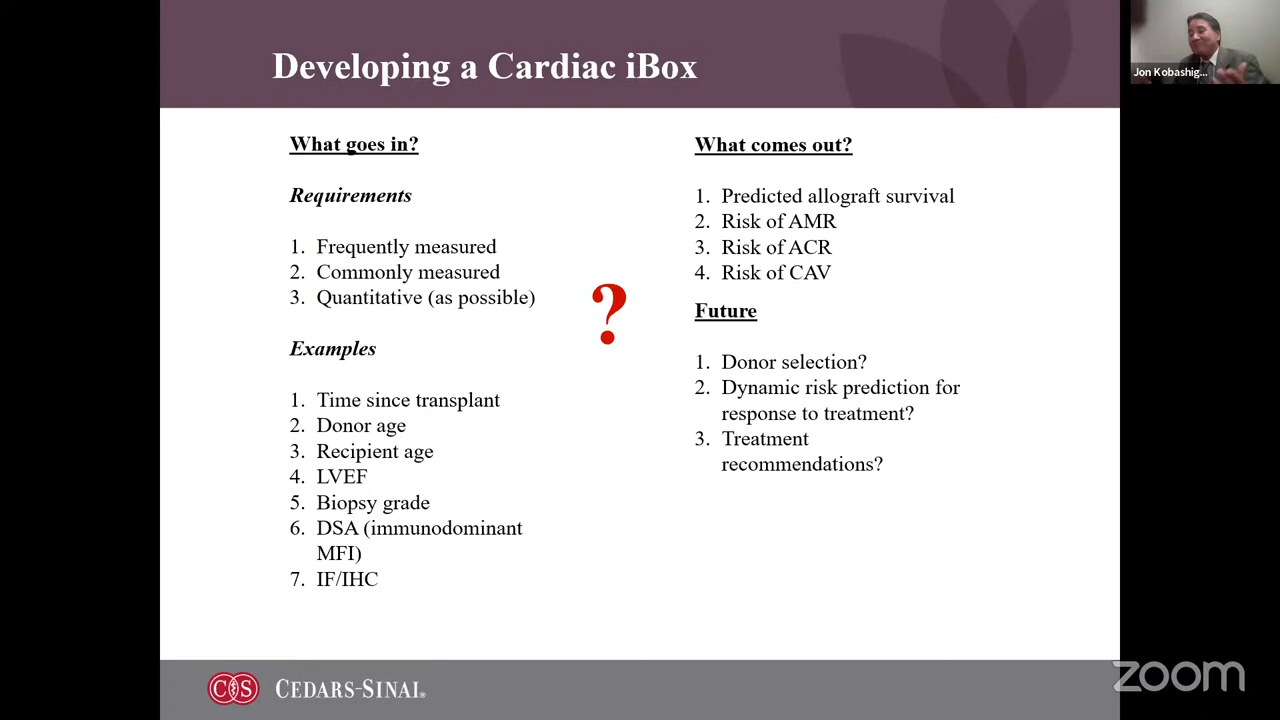 Developing a Cardiac iBox
Jon Kobashig...
What goes in?
Requirements
1. Frequently measured
2. Commonly measured
3. Quantitative (as possible)
Examples
1. Time since transplant
2. Donor age
3. Recipient age
4. LVEF
5. Biopsy grade
6. DSA (immunodominant
MFI)
7. IF/IHC
?
What comes out?
1. Predicted allograft survival
2. Risk of AMR
3. Risk of ACR
4. Risk of CAV
Future
1. Donor selection?
2. Dynamic risk prediction for
response to treatment?
3. Treatment
recommendations?
CS CEDARS-SINAI®
zoom